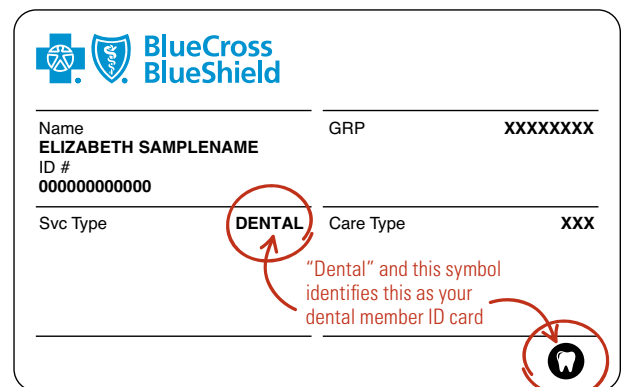 BlueCross
BlueShield
Name
ELIZABETH SAMPLENAME
ID #
000000000000
GRP XXXXXXXX
Svc Type DENTAL
Care Type XXX
“Dental” and this symbol
identifies this as your
dental member ID card